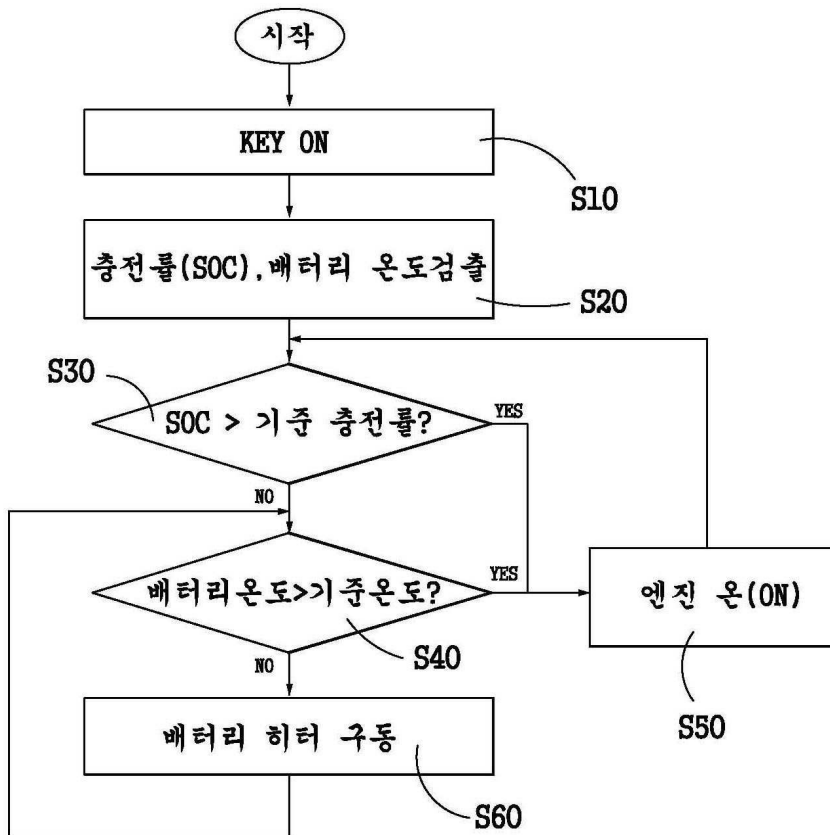 시작
KEY ON
S10
충전률(SOC),배터리 온도검출
S20
S30
SOC > 기준 충전률?
YES
NO
배터리온도>기준온도?
YES
엔진 온(ON)
S40
NO
S50
배터리 히터 구동
S60